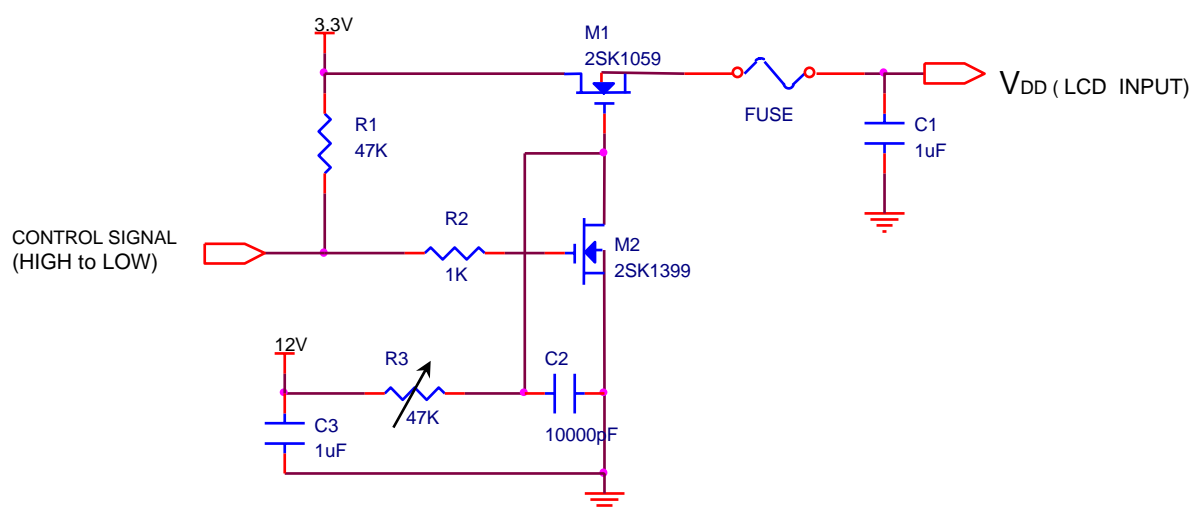 3.3V
M1
2SK1059
FUSE
VDD ( LCD INPUT)
R1
47K
C1
1uF
CONTROL SIGNAL
(HIGH to LOW)
R2
1K
M2
2SK1399
12V
R3
47K
C2
10000pF
C3
1uF